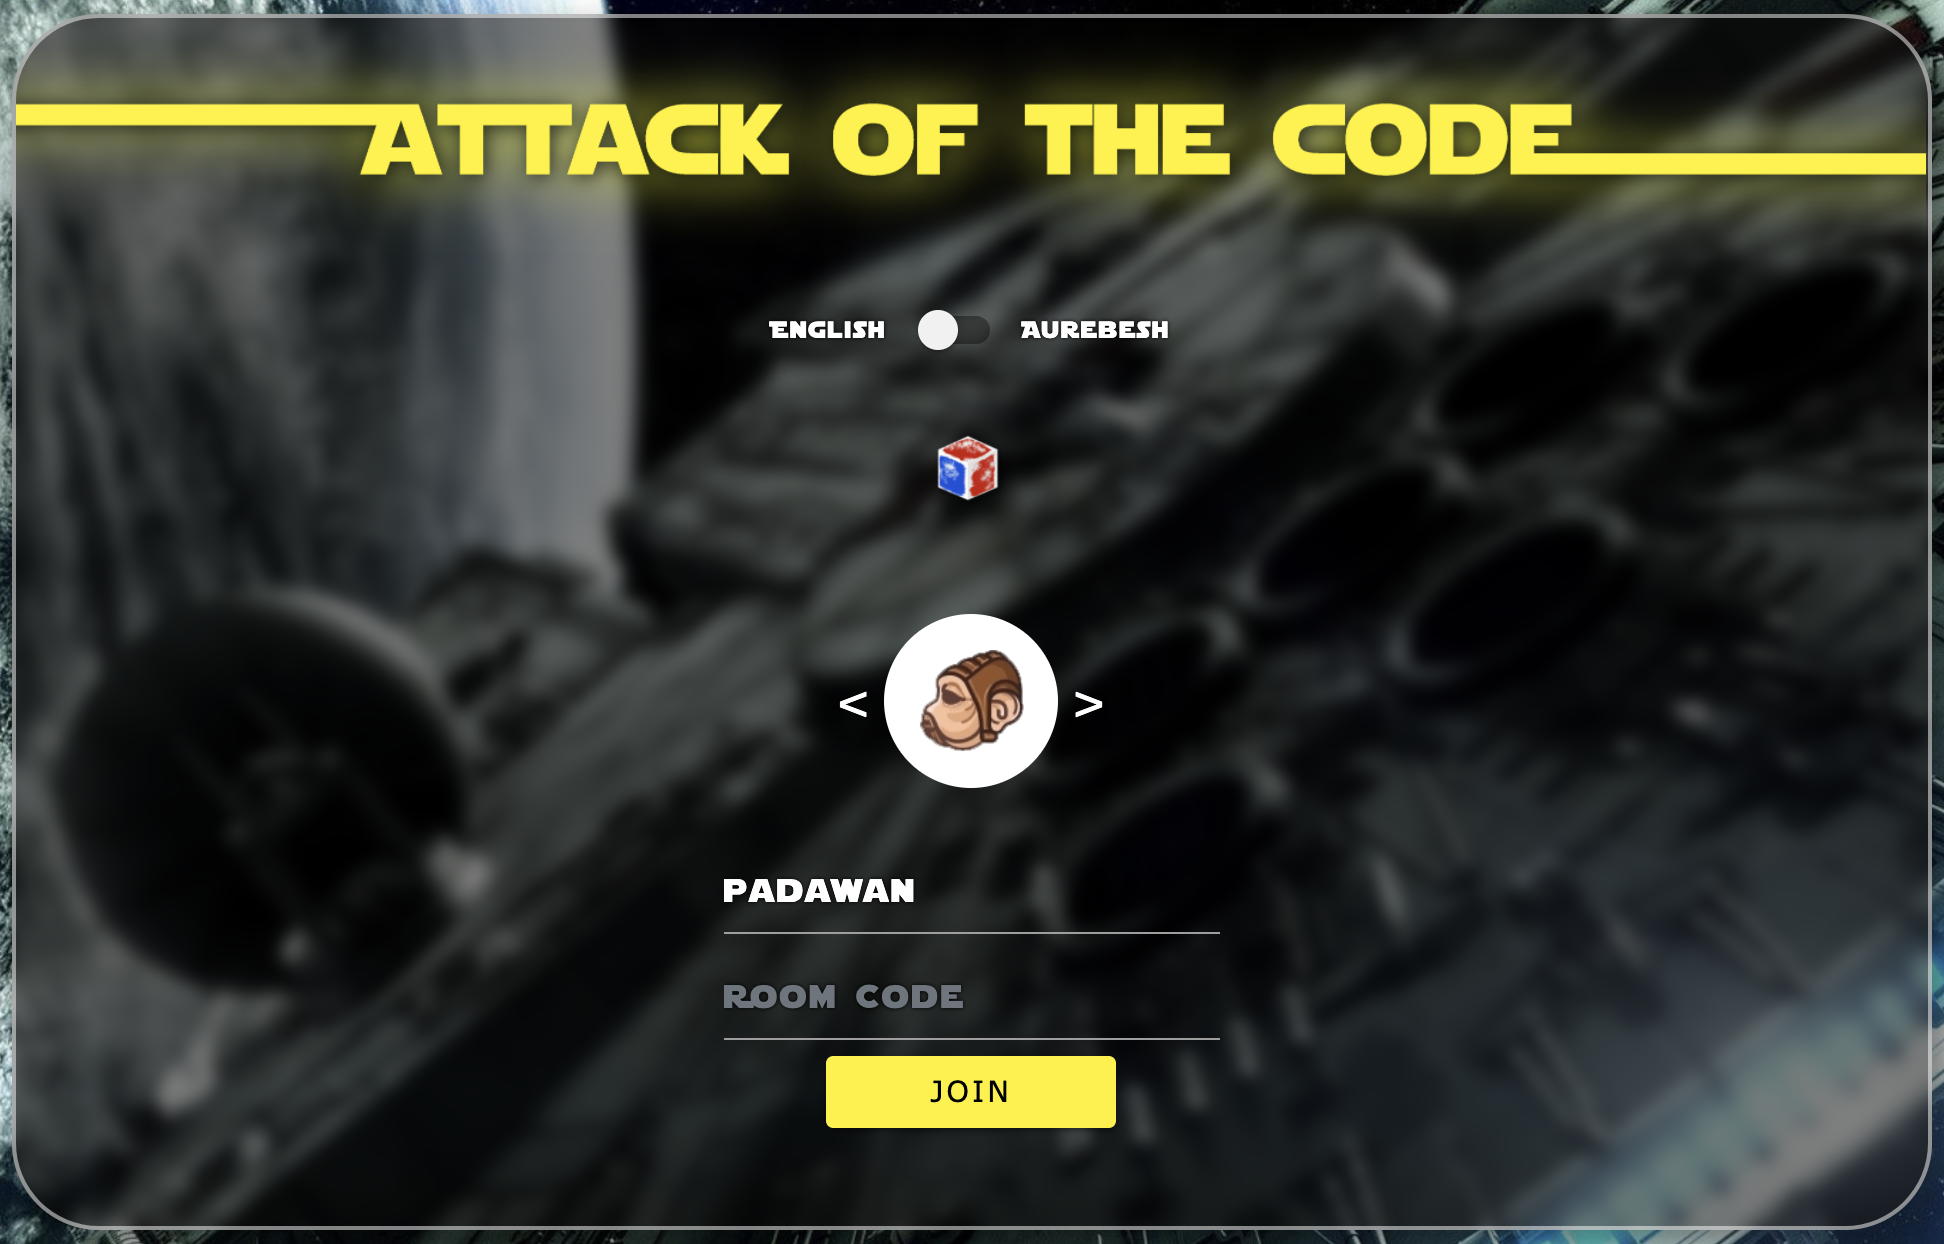 ATTACK OF THE CODE
ENGLISH AUREBESH
< >
PADAWAN
ROOM CODE
JOIN